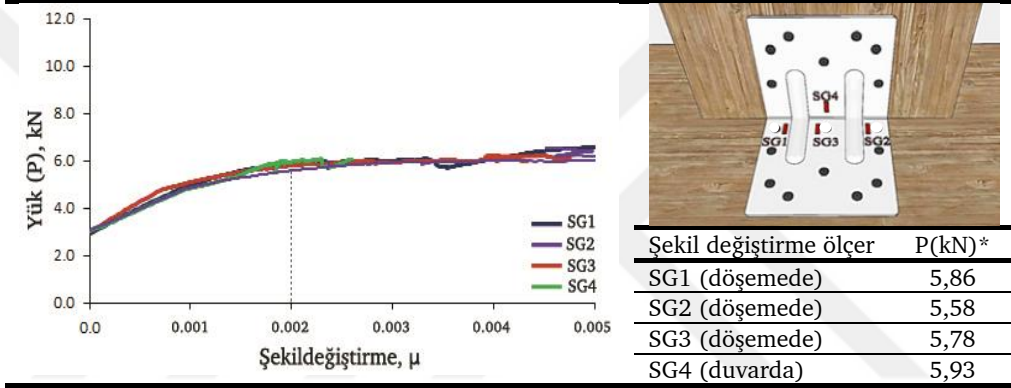 12.0
10.0
8.0
6.0
4.0
2.0
0.0
Yük (P), kN
0.0 0.001 0.002 0.003 0.004 0.005
Şekildeğiştirme, µ
SG1
SG2
SG3
SG4
SG4
SG1 SG3 SG2
Şekil değiştirme ölçer P(kN)*
SG1 (döşemede) 5,86
SG2 (döşemede) 5,58
SG3 (döşemede) 5,78
SG4 (duvarda) 5,93